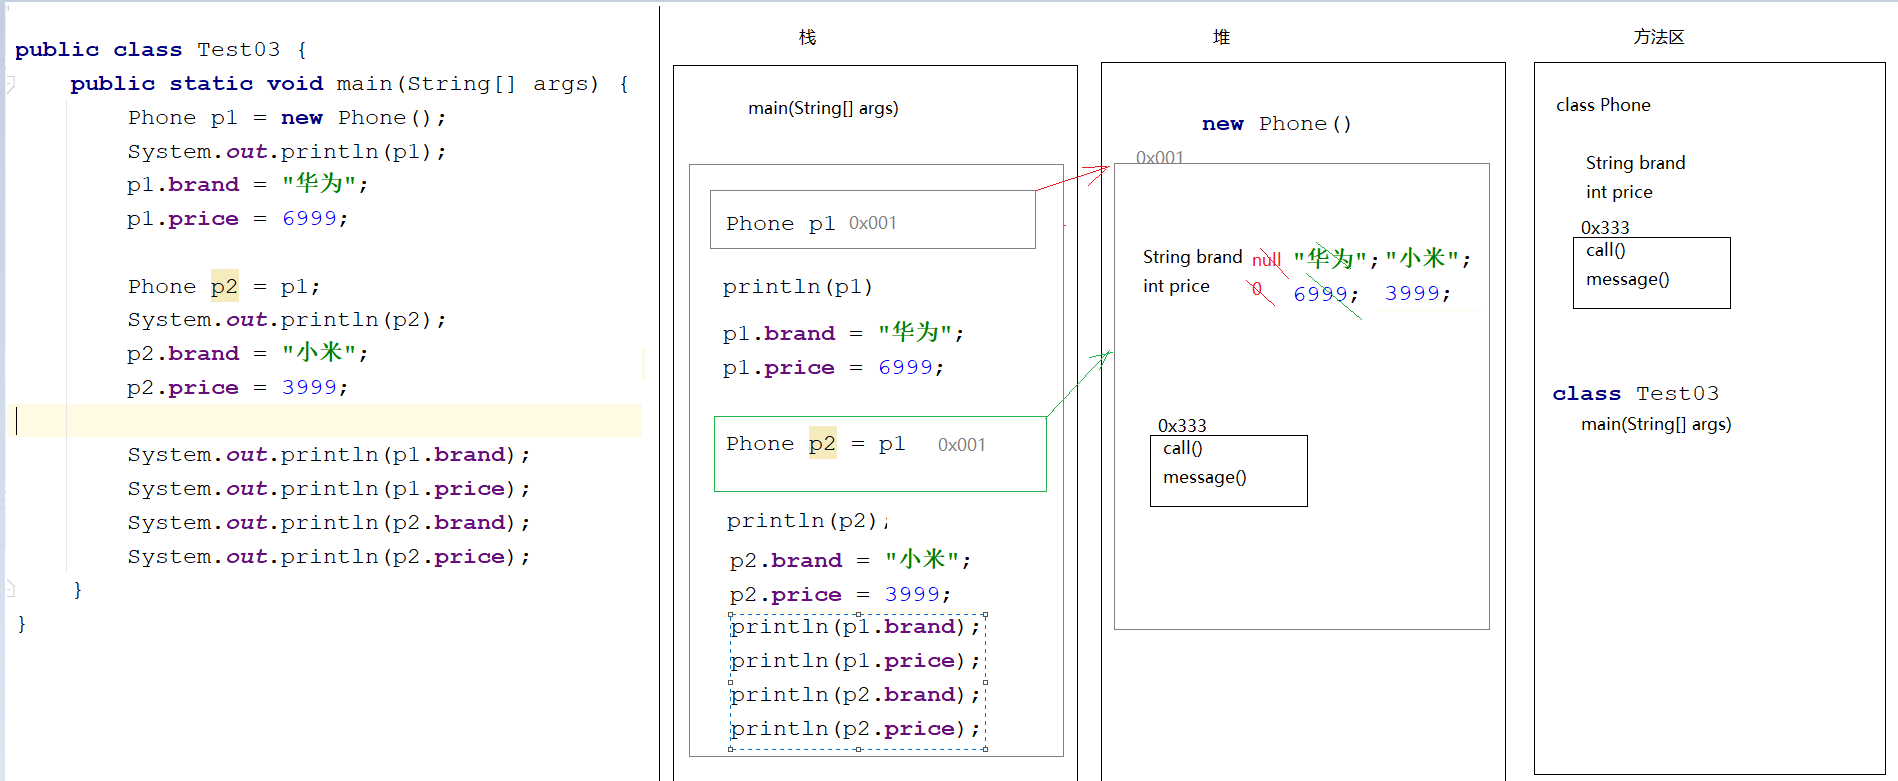 public class Test03 {
public static void main(String[] args) {
Phone p1 = new Phone();
System.out.println(p1);
p1.brand = "华为";
p1.price = 6999;
Phone p2 = p1;
System.out.println(p2);
p2.brand = "小米";
p2.price = 3999;
System.out.println(p1.brand);
System.out.println(p1.price);
System.out.println(p2.brand);
System.out.println(p2.price);
}
}
栈
main(String[] args)
Phone p1 0x001
println(p1)
p1.brand = "华为";
p1.price = 6999;
Phone p2 = p1 0x001
println(p2);
p2.brand = "小米";
p2.price = 3999;
println(p1.brand);
println(p1.price);
println(p2.brand);
println(p2.price);
堆
new Phone()
0x001
String brand null "华为"; "小米";
int price 0 6999; 3999;
0x333
call()
message()
方法区
class Phone
String brand
int price
0x333
call()
message()
class Test03
main(String[] args)